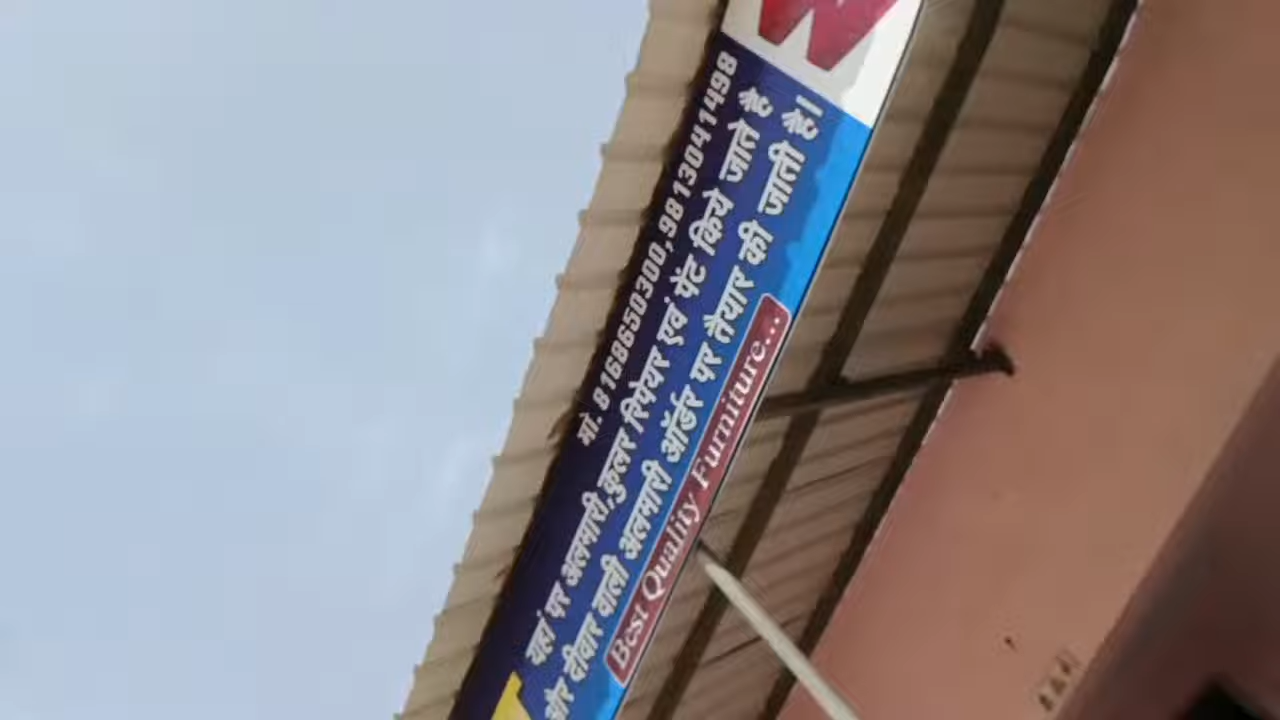 W
मो. 8168650300, 9813041498
यहां पर अलमारी,कुलर रिपेयर एवं पेंट किये जाते है
और दीवार वाली अलमारी ऑर्डर पर तैयार की जाती है।
Best Quality Furniture...